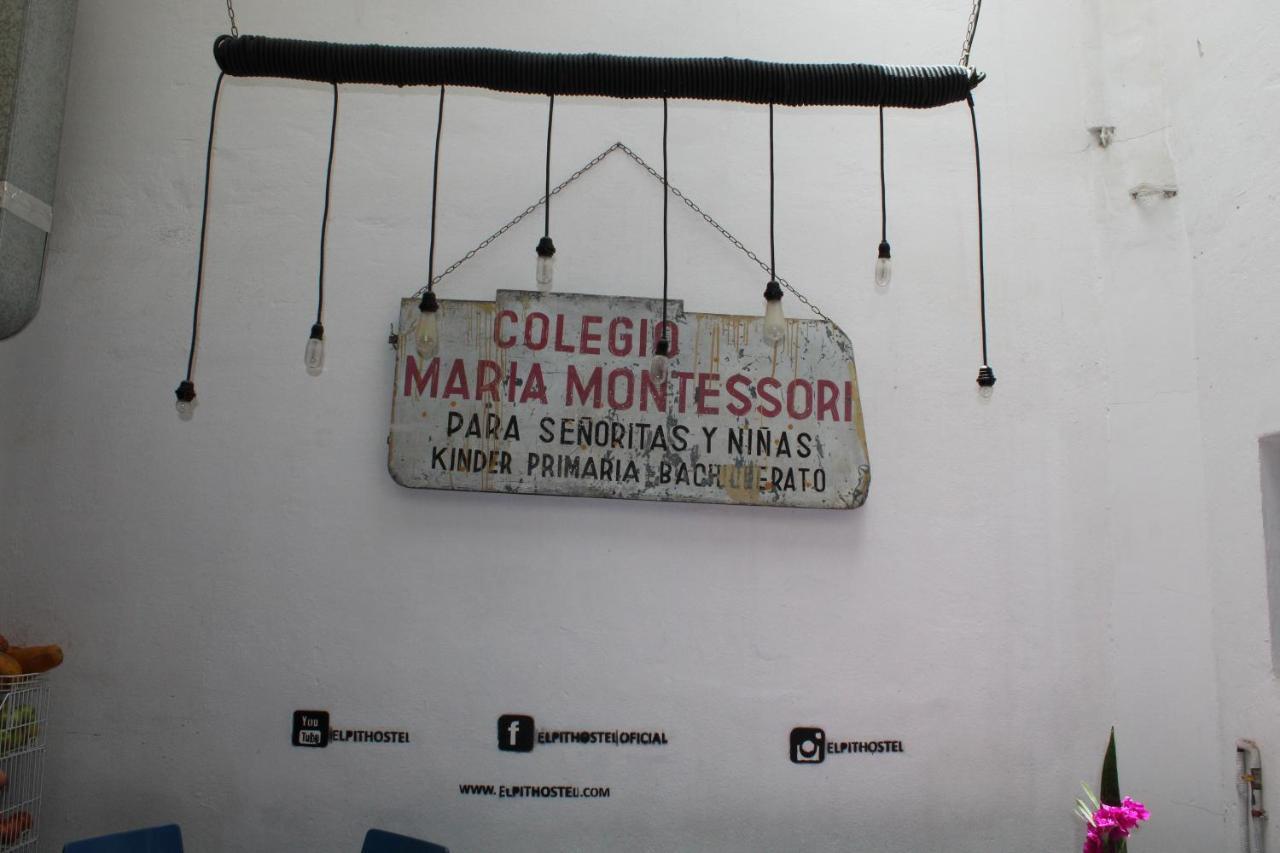 COLEGIO
MARIA MONTESSORI
PARA SEÑORITAS Y NIÑAS
KINDER PRIMARIA BACHILLERATO
You Tube ELPITHOSTEL
f ELPITHOSTELOFICIAL
ELPITHOSTEL
WWW.ELPITHOSTEL.COM